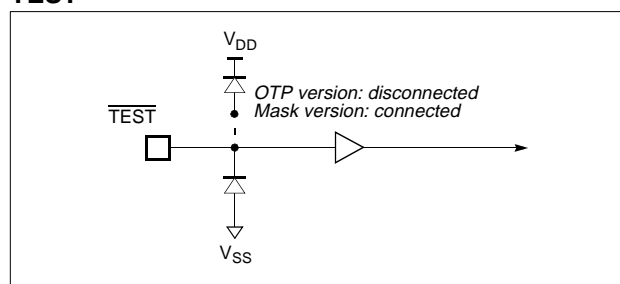 TEST
VDD
OTP version: disconnected
Mask version: connected
TEST
VSS